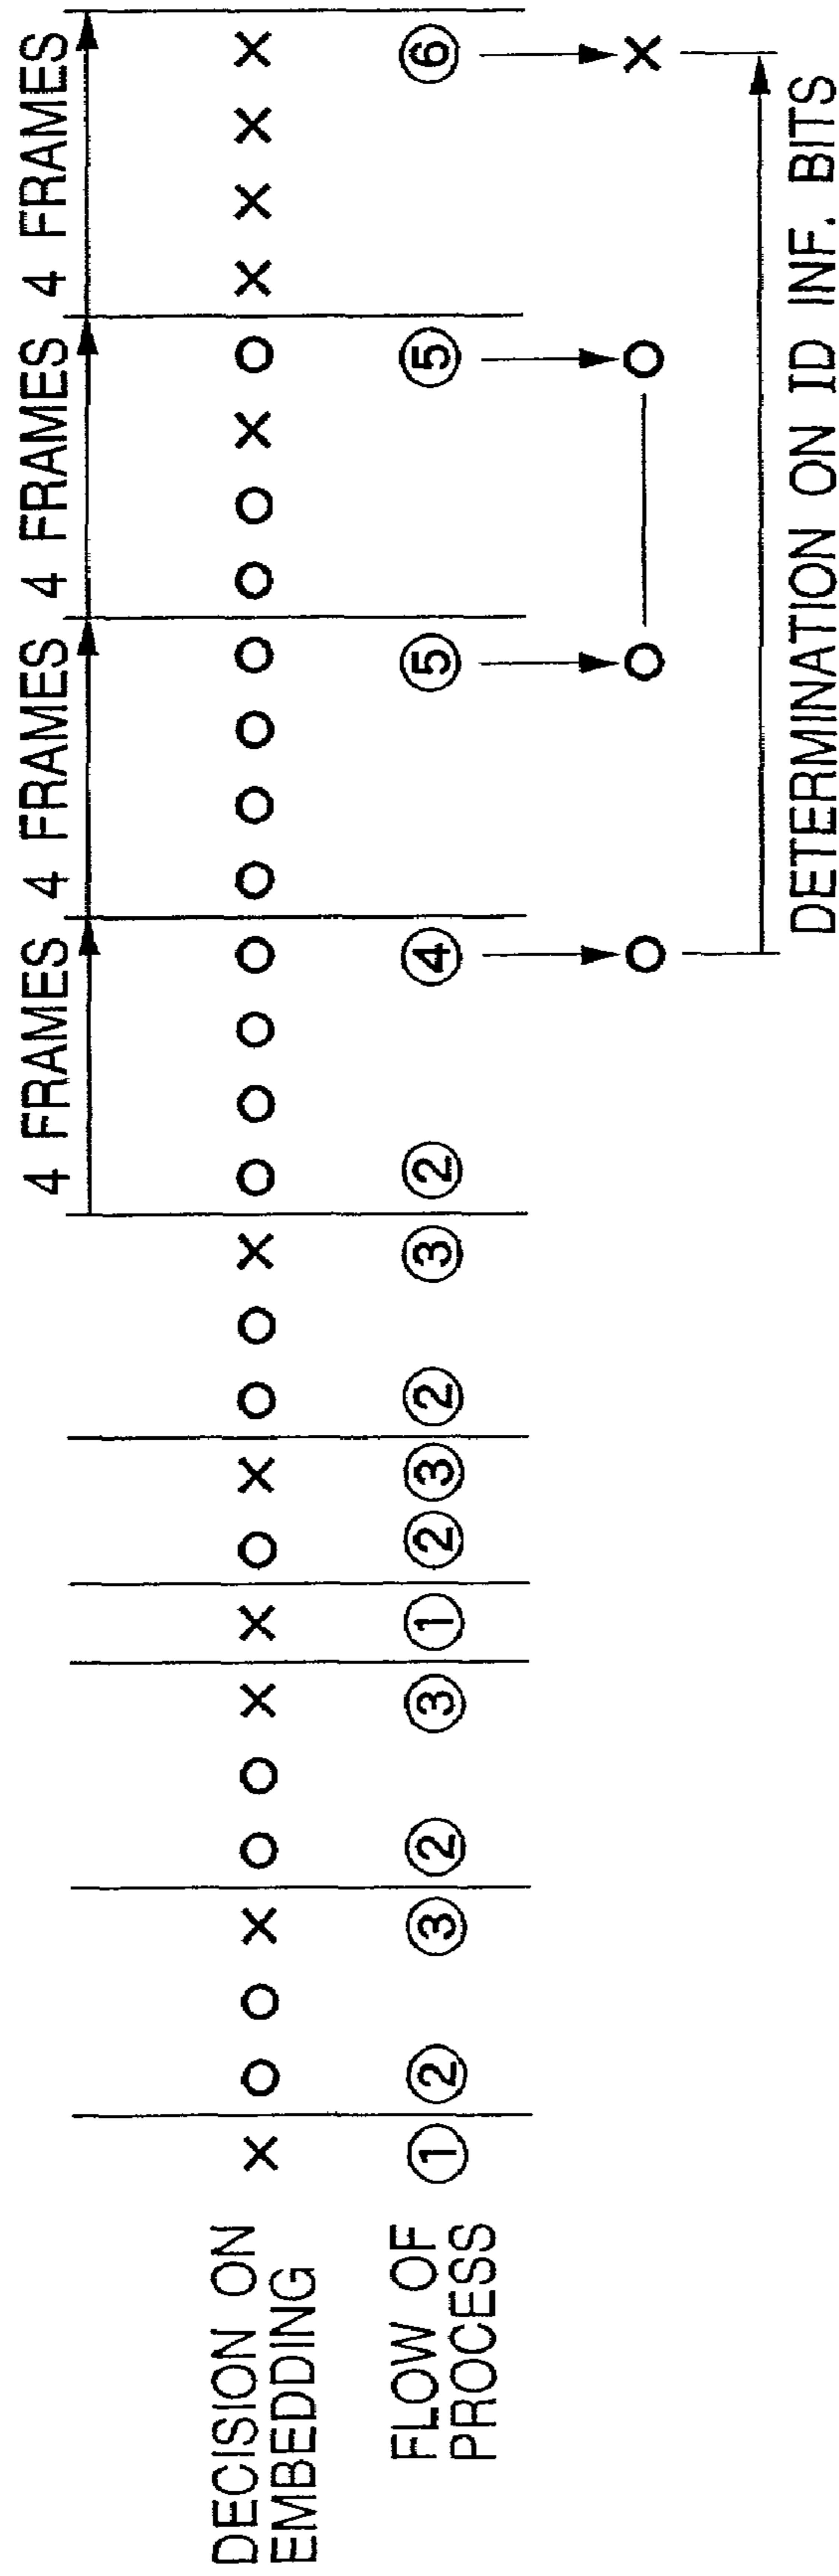 4 FRAMES 4 FRAMES 4 FRAMES 4 FRAMES
DECISION ON
EMBEDDING
× O O × O O × × O × O O × O O O O O O O O O O × O × × × ×
FLOW OF
PROCESS
① ② ③ ② ③ ① ② ③ ② ③ ② ④ ⑤ ⑤ ⑥
O O O ×
DETERMINATION ON ID INF. BITS